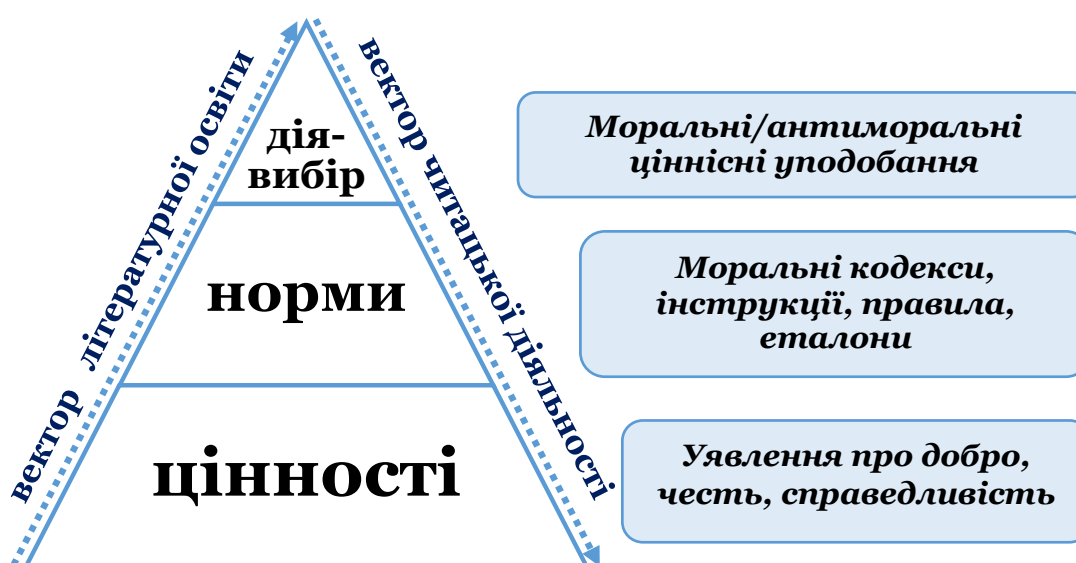 вектор літературної освіти
вектор читацької діяльності
дія-
вибір
норми
цінності
Моральні/антиморальні
ціннісні уподобання
Моральні кодекси,
інструкції, правила,
еталони
Уявлення про добро,
честь, справедливість